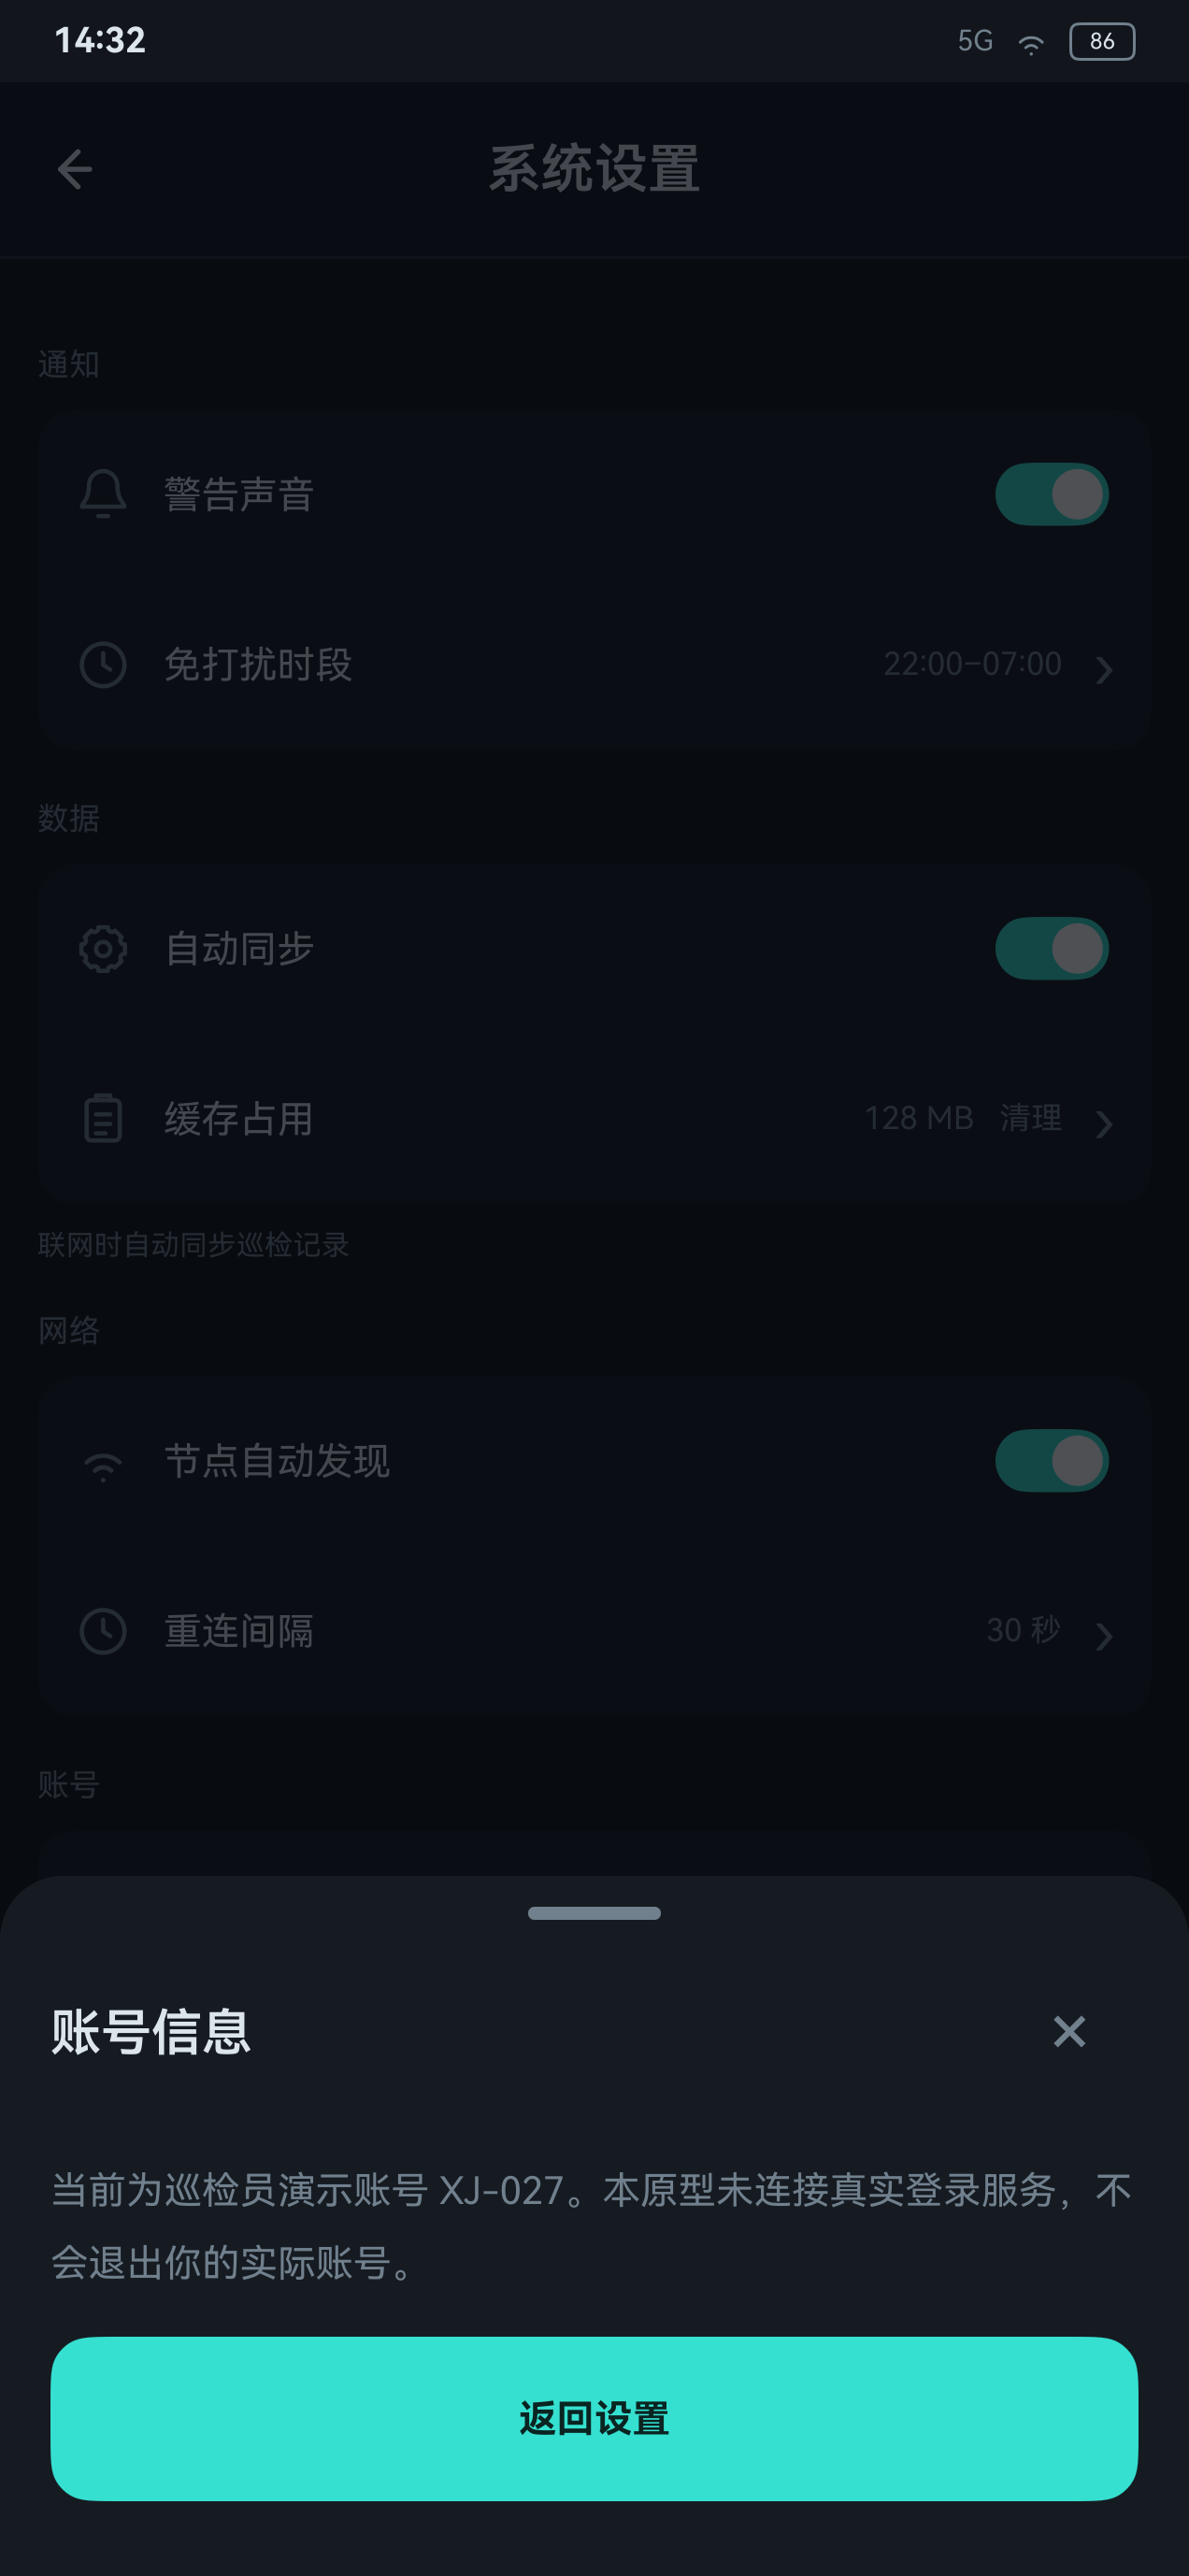 14:32
5G
86
系统设置
通知
警告声音
免打扰时段 22:00–07:00
数据
自动同步
缓存占用 128 MB 清理
联网时自动同步巡检记录
网络
节点自动发现
重连间隔 30 秒
账号
账号信息
当前为巡检员演示账号 XJ-027。本原型未连接真实登录服务，不
会退出你的实际账号。
返回设置